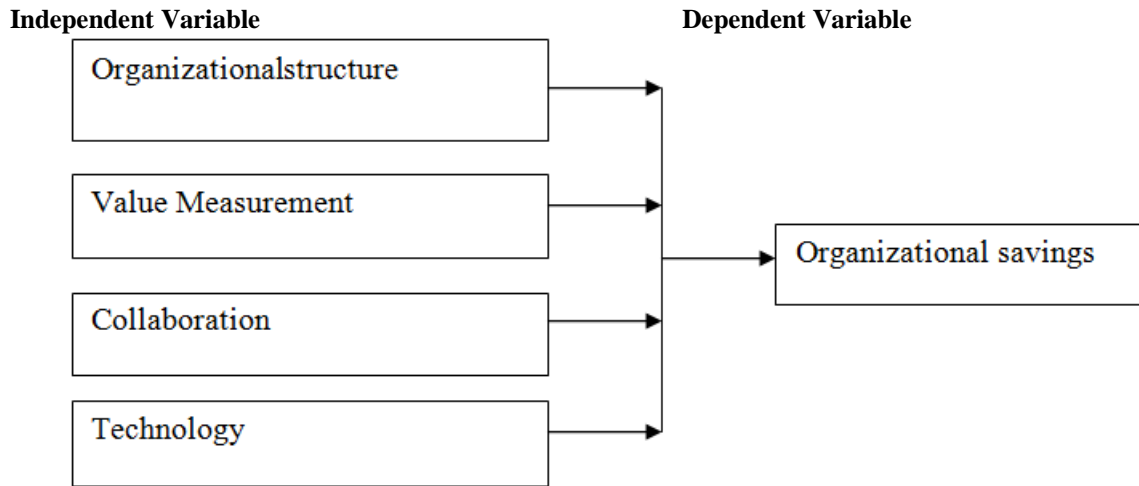 Independent Variable
Dependent Variable
Organizationalstructure
Value Measurement
Organizational savings
Collaboration
Technology